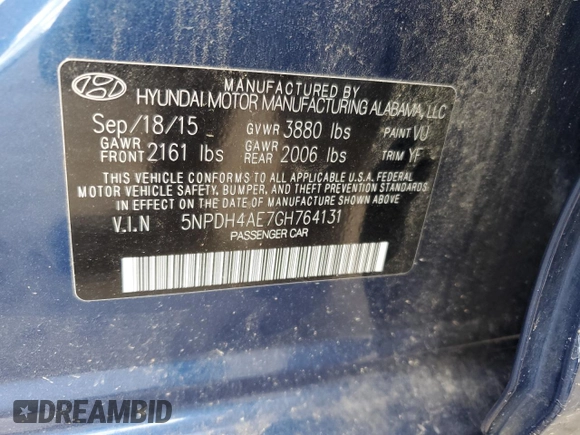 MANUFACTURED BY
HYUNDAI MOTOR MANUFACTURING ALABAMA, LLC
Sep/18/15 GVWR 3880 lbs PAINT VU
GAWR FRONT 2161 lbs GAWR REAR 2006 lbs TRIM YF
THIS VEHICLE CONFORMS TO ALL APPLICABLE U.S.A. FEDERAL
MOTOR VEHICLE SAFETY, BUMPER, AND THEFT PREVENTION STANDARDS
IN EFFECT ON THE DATE OF MANUFACTURE SHOWN ABOVE
V.I.N 5NPDH4AE7GH764131
PASSENGER CAR
DREAMBID